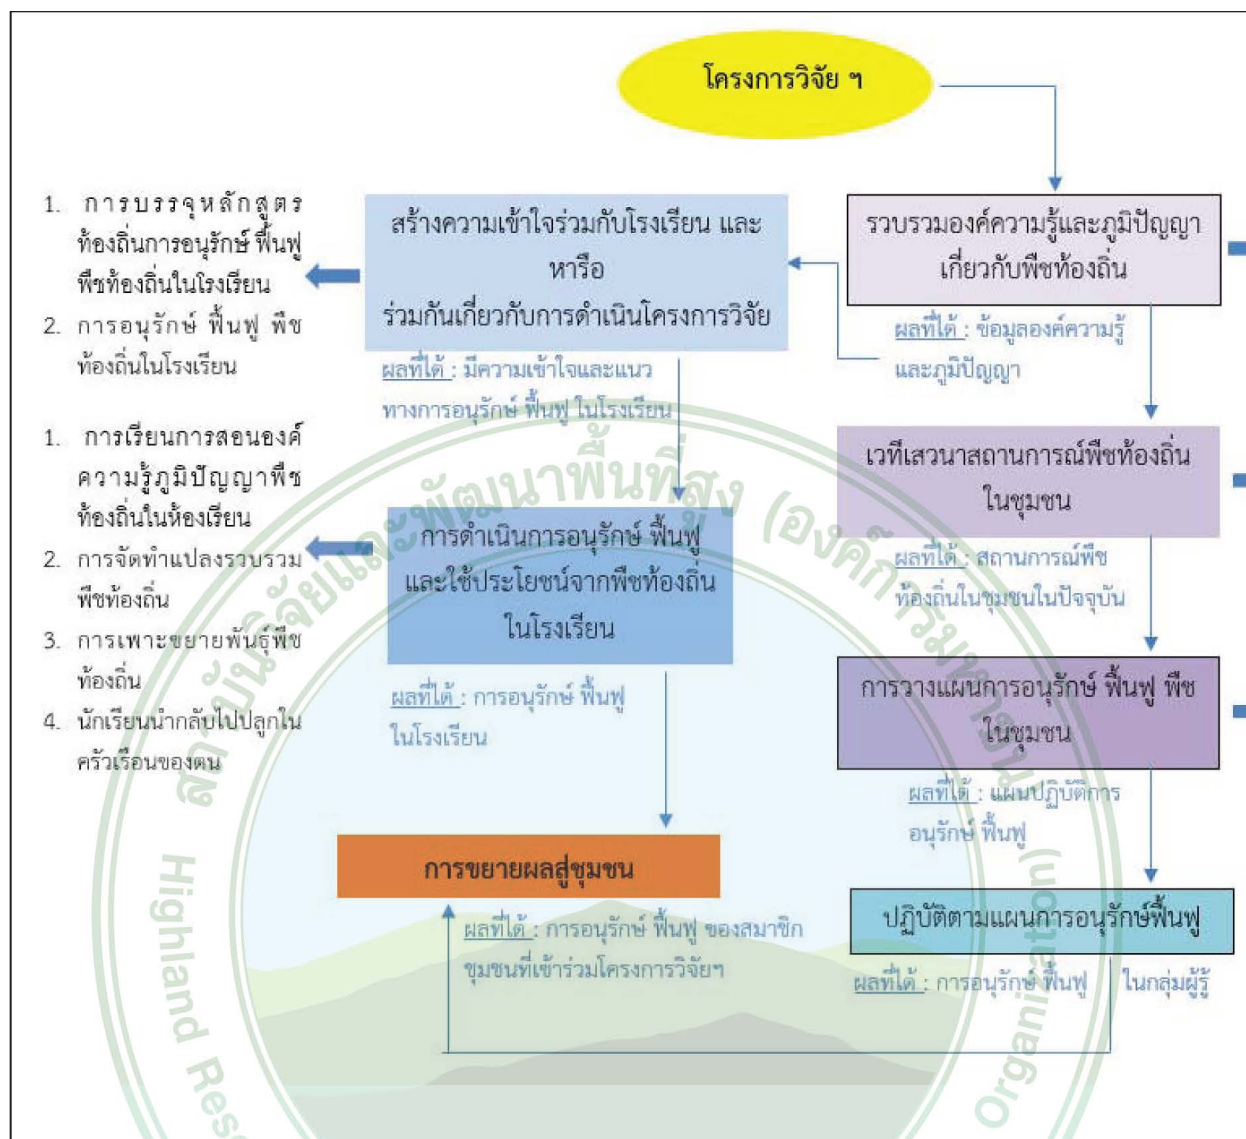 โครงการวิจัย ฯ
1. การบรรจุหลักสูตร
ท้องถิ่นการอนุรักษ์ ฟื้นฟู
พืชท้องถิ่นในโรงเรียน
2. การอนุรักษ์ ฟื้นฟู พืช
ท้องถิ่นในโรงเรียน
สร้างความเข้าใจร่วมกับโรงเรียน และ
หารือ
ร่วมกันเกี่ยวกับการดำเนินโครงการวิจัย
ผลที่ได้ : มีความเข้าใจและแนว
ทางการอนุรักษ์ ฟื้นฟู ในโรงเรียน
รวบรวมองค์ความรู้และภูมิปัญญา
เกี่ยวกับพืชท้องถิ่น
ผลที่ได้ : ข้อมูลองค์ความรู้
และภูมิปัญญา
1. การเรียนการสอนองค์
ความรู้ภูมิปัญญาพืช
ท้องถิ่นในห้องเรียน
2. การจัดทำแปลงรวบรวม
พืชท้องถิ่น
3. การเพาะขยายพันธุ์พืช
ท้องถิ่น
4. นักเรียนนำกลับไปปลูกใน
ครัวเรือนของตน
การดำเนินการอนุรักษ์ ฟื้นฟู
และใช้ประโยชน์จากพืชท้องถิ่น
ในโรงเรียน
ผลที่ได้ : การอนุรักษ์ ฟื้นฟู
ในโรงเรียน
เวทีเสวนาสถานการณ์พืชท้องถิ่น
ในชุมชน
ผลที่ได้ : สถานการณ์พืช
ท้องถิ่นในชุมชนในปัจจุบัน
การวางแผนการอนุรักษ์ ฟื้นฟู พืช
ในชุมชน
ผลที่ได้ : แผนปฏิบัติการ
อนุรักษ์ ฟื้นฟู
การขยายผลสู่ชุมชน
ผลที่ได้ : การอนุรักษ์ ฟื้นฟู ของสมาชิก
ชุมชนที่เข้าร่วมโครงการวิจัยฯ
ปฏิบัติตามแผนการอนุรักษ์ฟื้นฟู
ผลที่ได้ : การอนุรักษ์ ฟื้นฟู ในกลุ่มผู้รู้
สถาบันวิจัยและพัฒนาพื้นที่สูง (องค์การมหาชน)
Highland Rese
Organization)